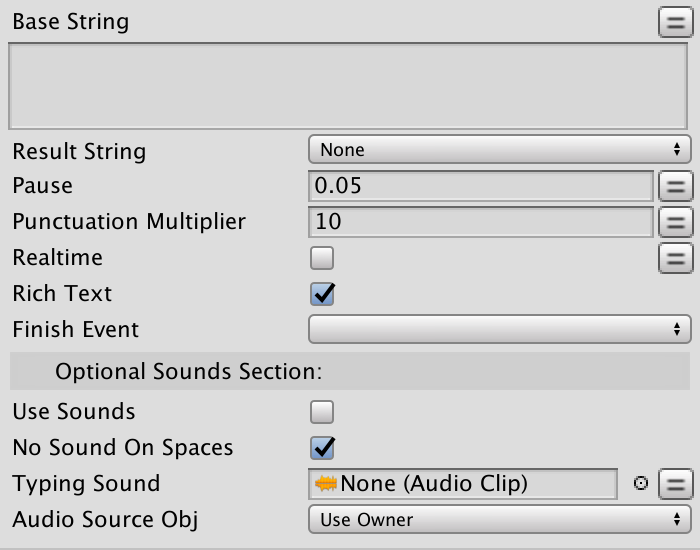 Base String
Result String None
Pause 0.05
Punctuation Multiplier 10
Realtime
Rich Text
Finish Event
Optional Sounds Section:
Use Sounds
No Sound On Spaces
Typing Sound None (Audio Clip)
Audio Source Obj Use Owner